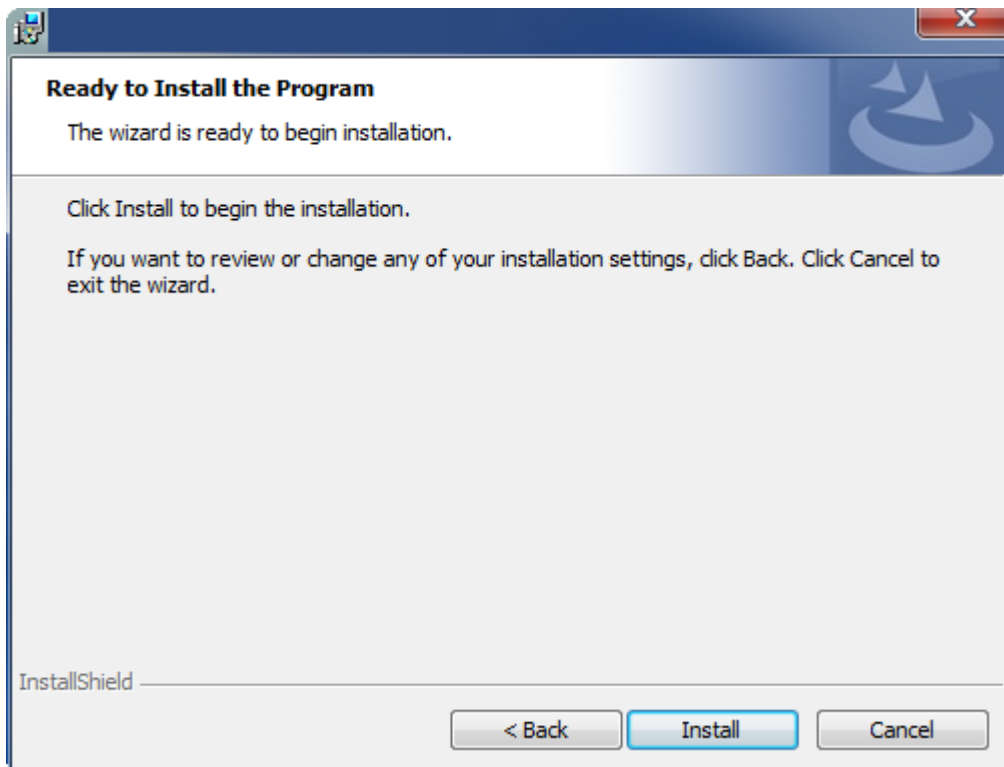 Ready to Install the Program
The wizard is ready to begin installation.
Click Install to begin the installation.
If you want to review or change any of your installation settings, click Back. Click Cancel to
exit the wizard.
InstallShield
< Back
Install
Cancel